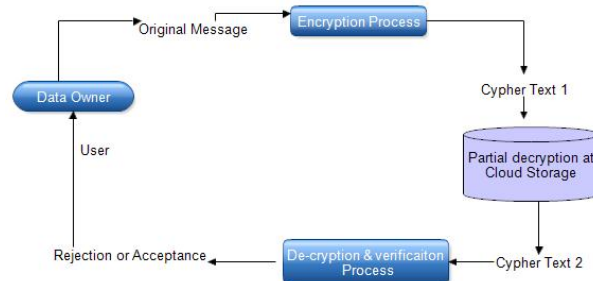 Original Message
Encryption Process
Cypher Text 1
Data Owner
User
Partial decryption at
Cloud Storage
Rejection or Acceptance
De-cryption & verificaiton
Process
Cypher Text 2